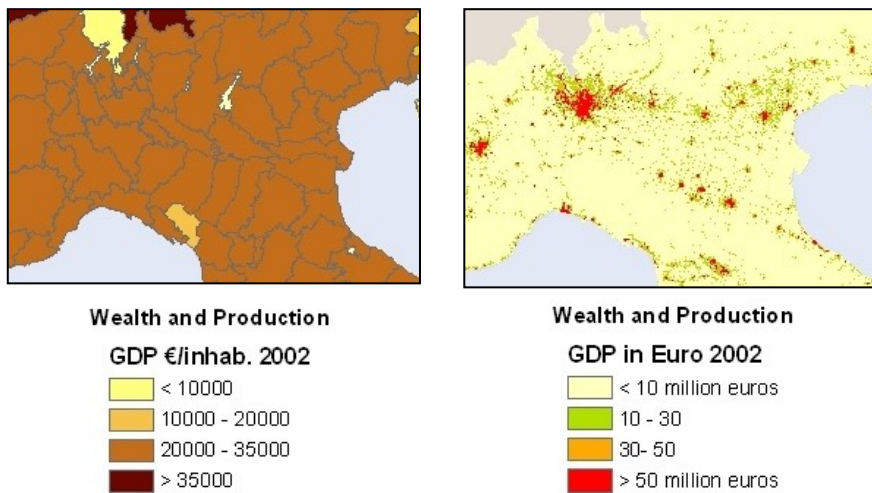 Wealth and Production
GDP €/inhab. 2002
< 10000
10000 - 20000
20000 - 35000
> 35000
Wealth and Production
GDP in Euro 2002
< 10 million euros
10 - 30
30- 50
> 50 million euros